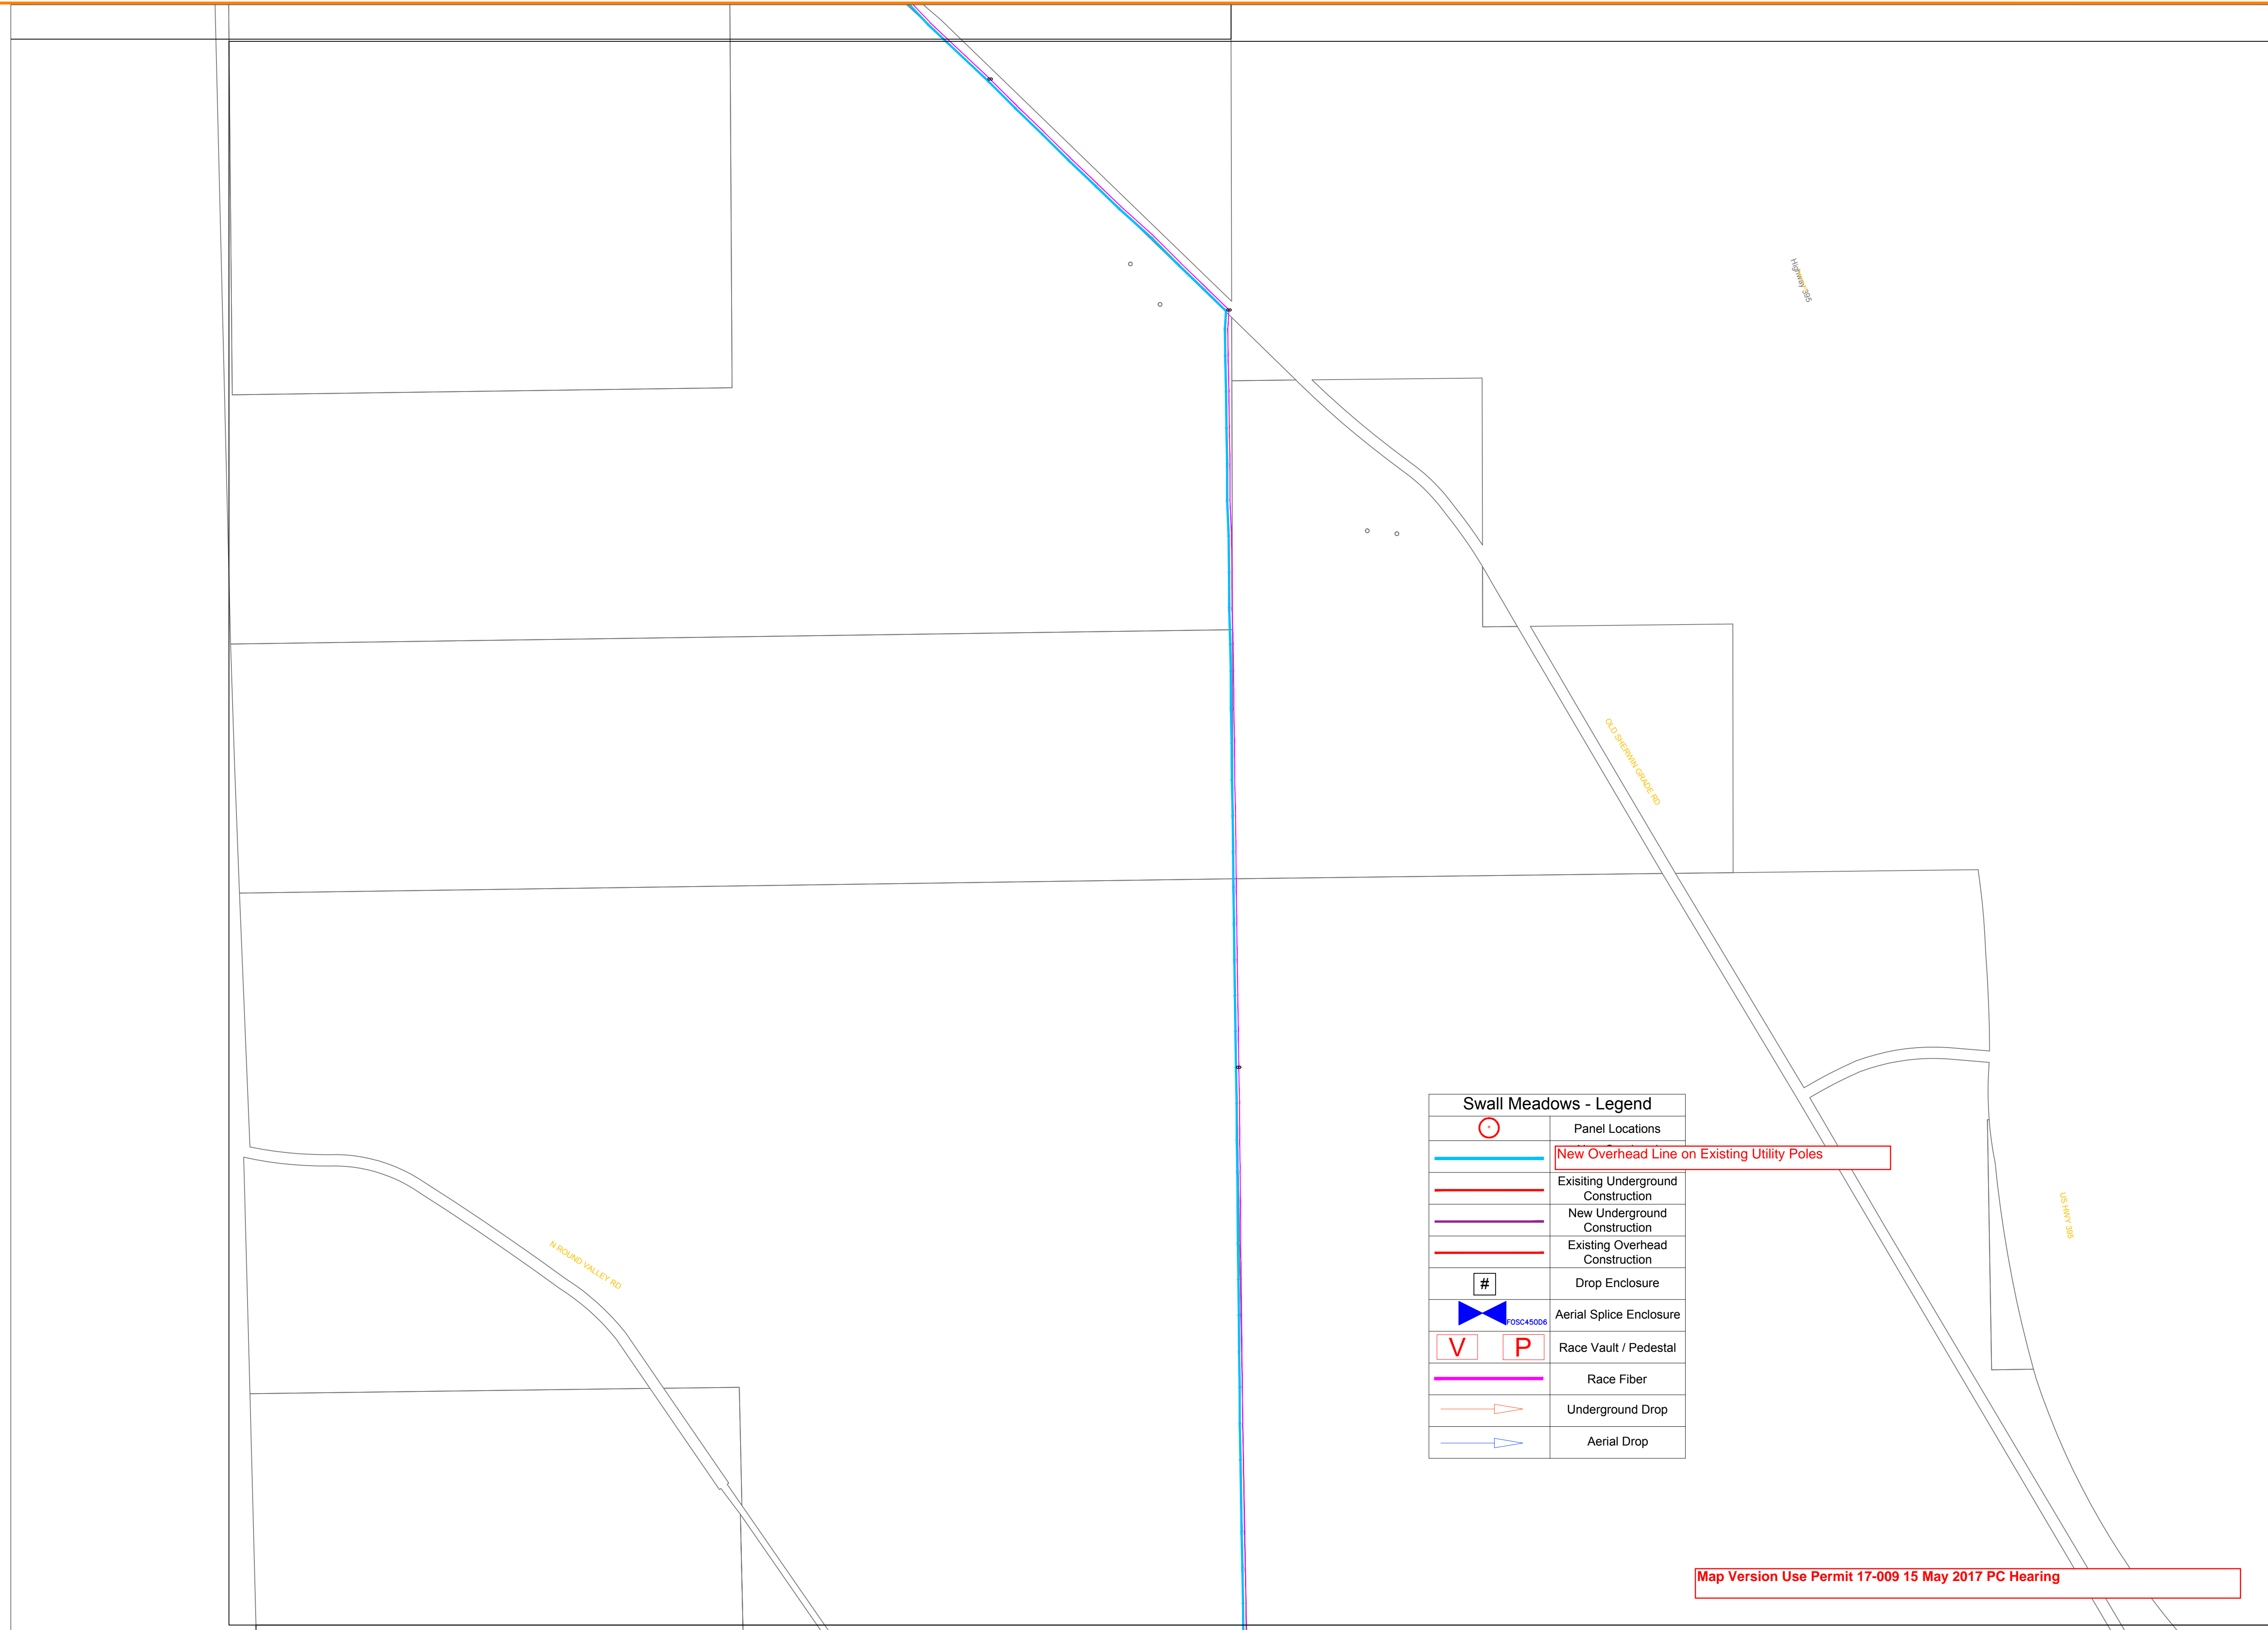 Highway 395
OLD SHERWIN GRADE RD
Swall Meadows - Legend
Panel Locations
New Overhead Line on Existing Utility Poles
Exisiting Underground
Construction
New Underground
Construction
Existing Overhead
Construction
#
Drop Enclosure
FOSC450D6
Aerial Splice Enclosure
V P
Race Vault / Pedestal
Race Fiber
Underground Drop
Aerial Drop
US HWY 395
N ROUND VALLEY RD
Map Version Use Permit 17-009 15 May 2017 PC Hearing